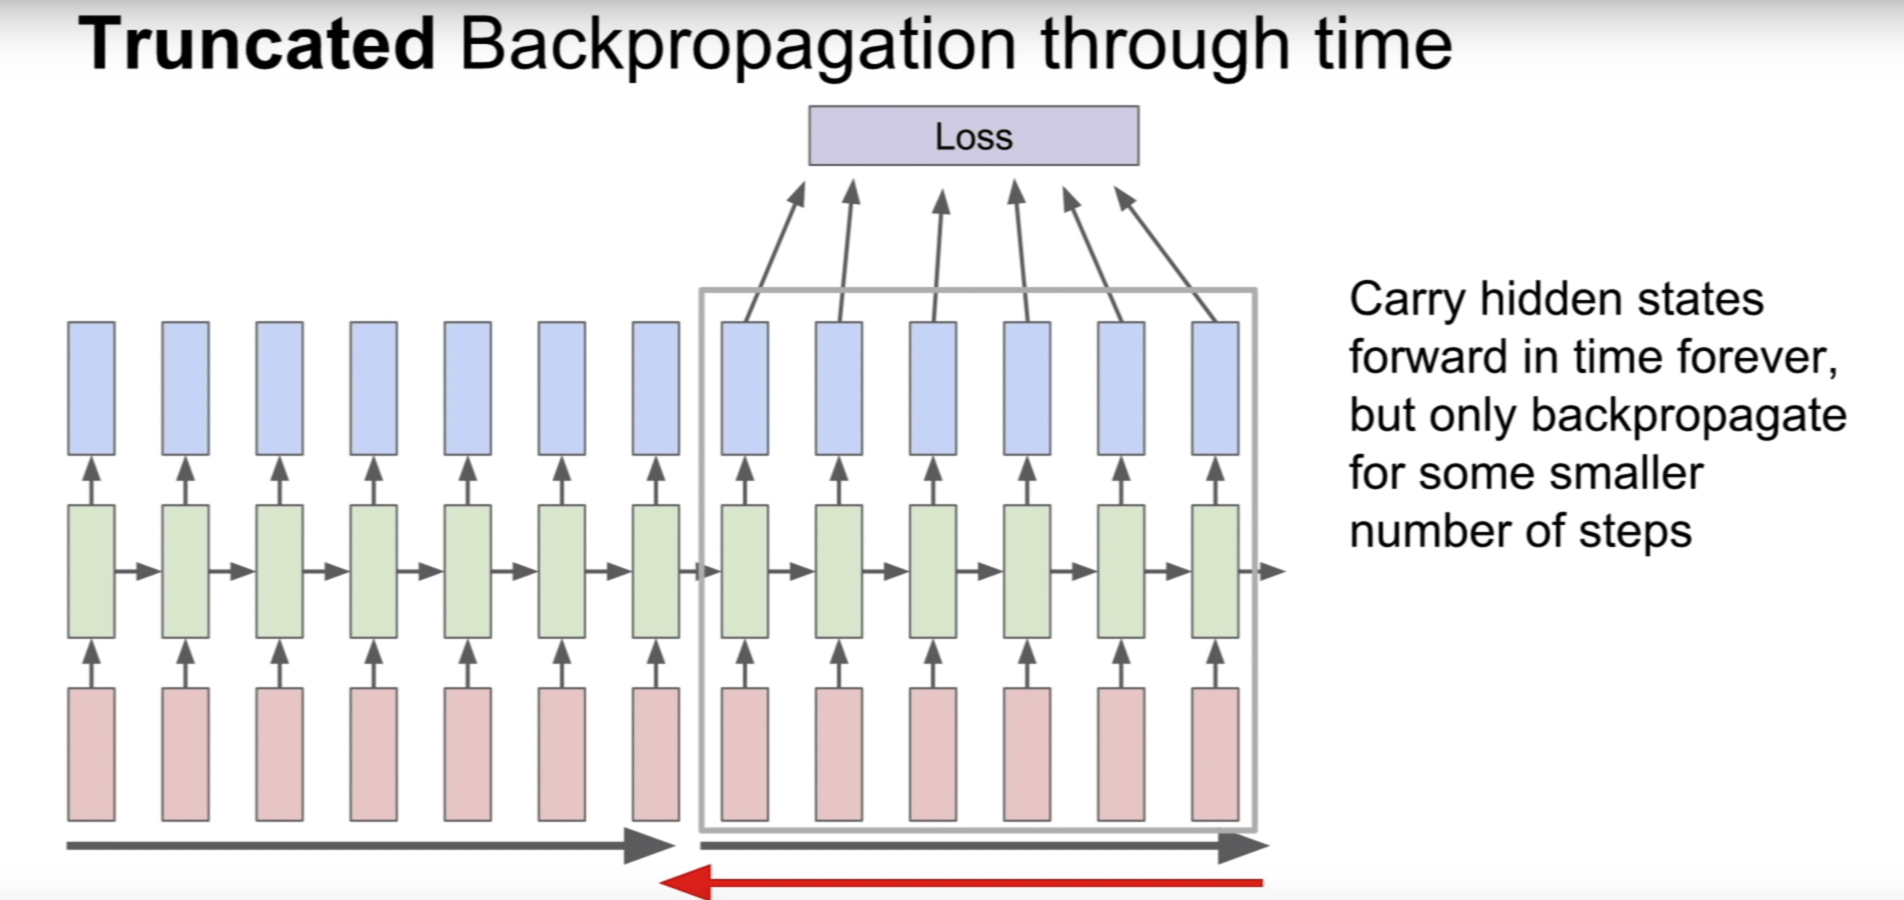 Truncated Backpropagation through time
Loss
Carry hidden states
forward in time forever,
but only backpropagate
for some smaller
number of steps